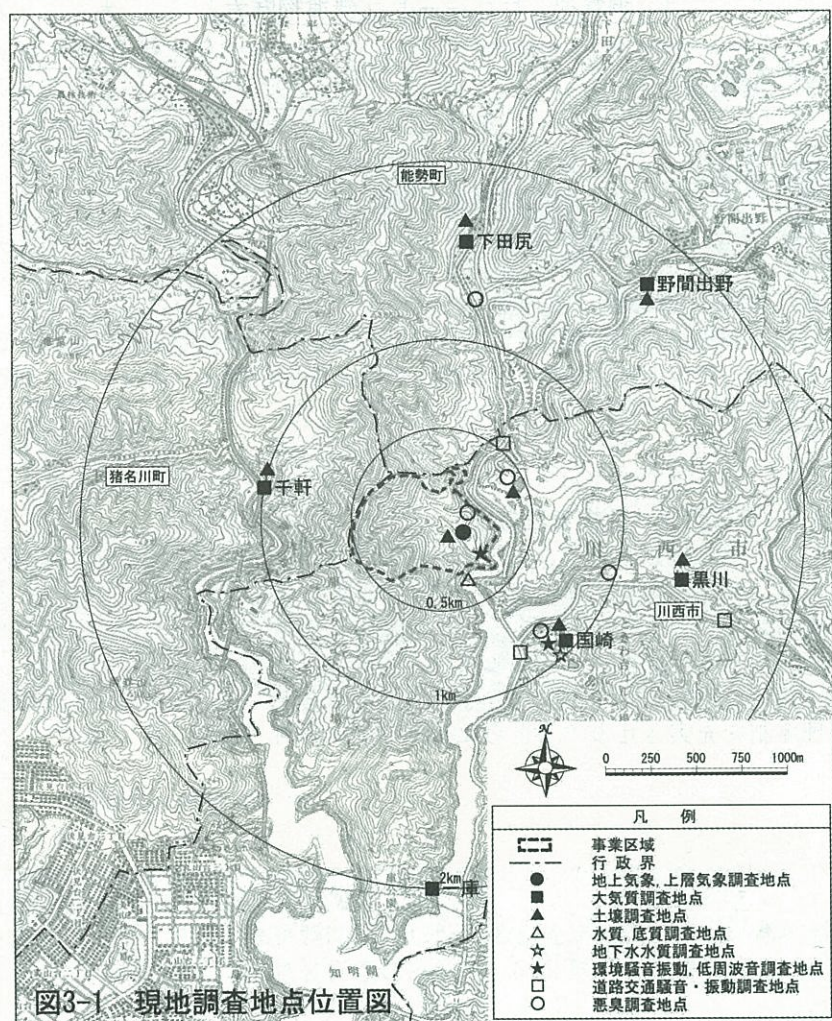 能勢町
下田尻
野間出野
野間出野
猪名川町
千軒
川西市
黒川
川西市
0.5km
国崎
1km
N
0 250 500 750 1000m
2km
一庫
知明湖
凡 例
事業区域
行政界
地上気象,上層気象調査地点
大気質調査地点
土壌調査地点
水質,底質調査地点
地下水水質調査地点
環境騒音振動,低周波音調査地点
道路交通騒音・振動調査地点
悪臭調査地点
図3-1 現地調査地点位置図